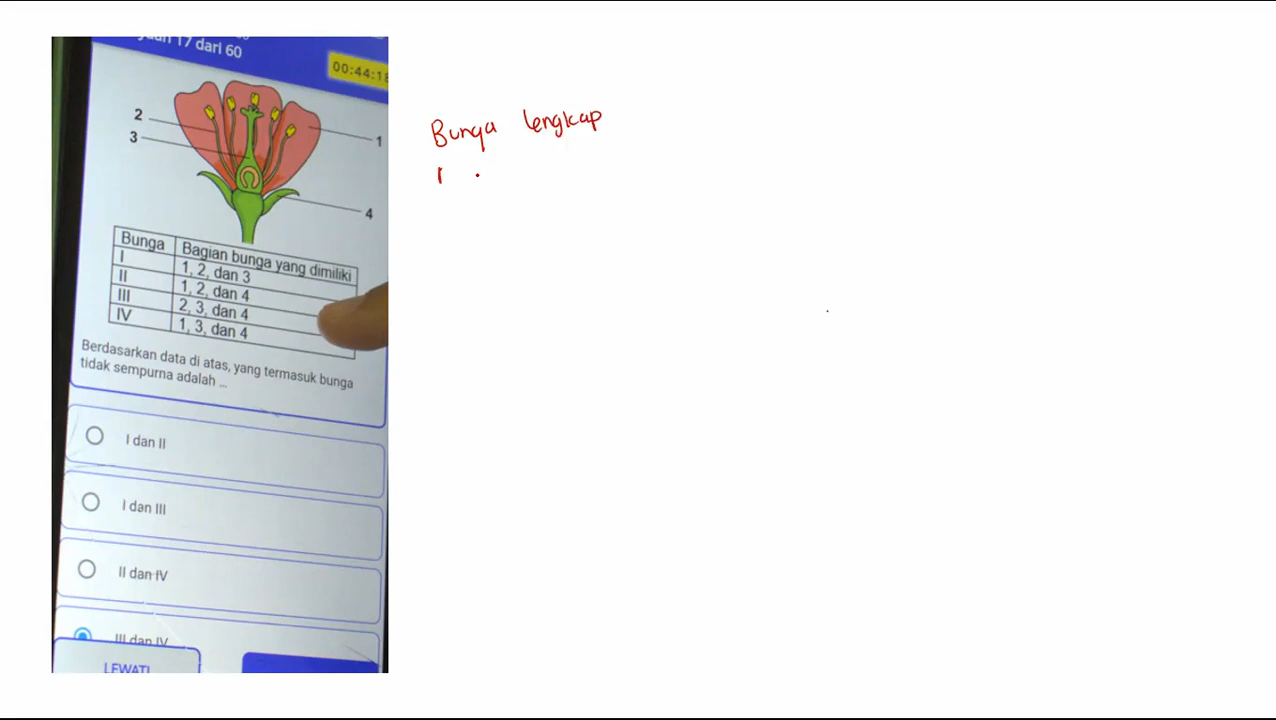 17 dari 60
00:44:18
2
3
1
4
Bunga Bagian bunga yang dimiliki
I 1, 2, dan 3
II 1, 2, dan 4
III 2, 3, dan 4
IV 1, 3, dan 4
Berdasarkan data di atas, yang termasuk bunga
tidak sempurna adalah ...
I dan II
I dan III
II dan IV
III dan IV
LEWATI
Bunga lengkap
1 .